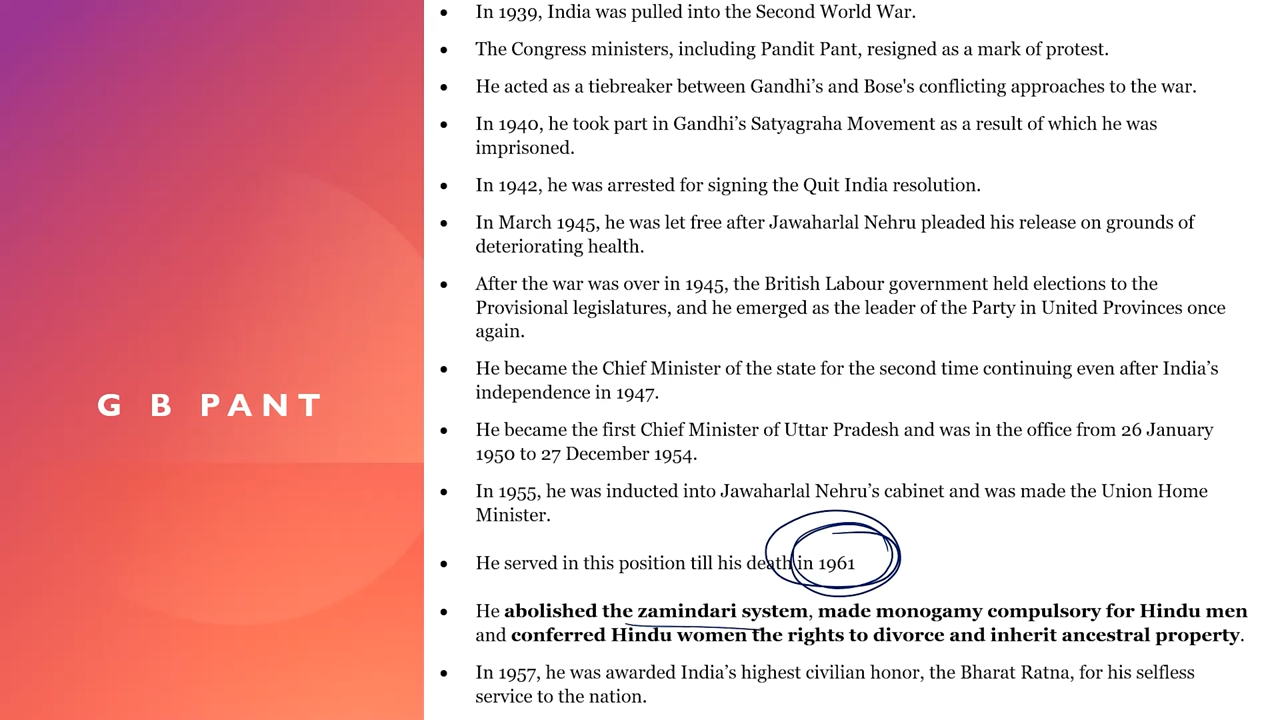 G B PANT
• In 1939, India was pulled into the Second World War.
• The Congress ministers, including Pandit Pant, resigned as a mark of protest.
• He acted as a tiebreaker between Gandhi’s and Bose's conflicting approaches to the war.
• In 1940, he took part in Gandhi’s Satyagraha Movement as a result of which he was
imprisoned.
• In 1942, he was arrested for signing the Quit India resolution.
• In March 1945, he was let free after Jawaharlal Nehru pleaded his release on grounds of
deteriorating health.
• After the war was over in 1945, the British Labour government held elections to the
Provisional legislatures, and he emerged as the leader of the Party in United Provinces once
again.
• He became the Chief Minister of the state for the second time continuing even after India’s
independence in 1947.
• He became the first Chief Minister of Uttar Pradesh and was in the office from 26 January
1950 to 27 December 1954.
• In 1955, he was inducted into Jawaharlal Nehru’s cabinet and was made the Union Home
Minister.
• He served in this position till his death in 1961
• He abolished the zamindari system, made monogamy compulsory for Hindu men
and conferred Hindu women the rights to divorce and inherit ancestral property.
• In 1957, he was awarded India’s highest civilian honor, the Bharat Ratna, for his selfless
service to the nation.